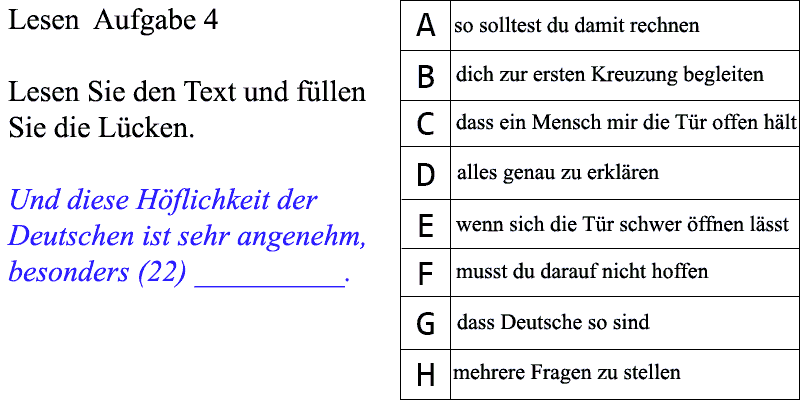 Lesen Aufgabe 4
Lesen Sie den Text und füllen
Sie die Lücken.
Und diese Höflichkeit der
Deutschen ist sehr angenehm,
besonders (22) __________.
A so solltest du damit rechnen
B dich zur ersten Kreuzung begleiten
C dass ein Mensch mir die Tür offen hält
D alles genau zu erklären
E wenn sich die Tür schwer öffnen lässt
F musst du darauf nicht hoffen
G dass Deutsche so sind
H mehrere Fragen zu stellen